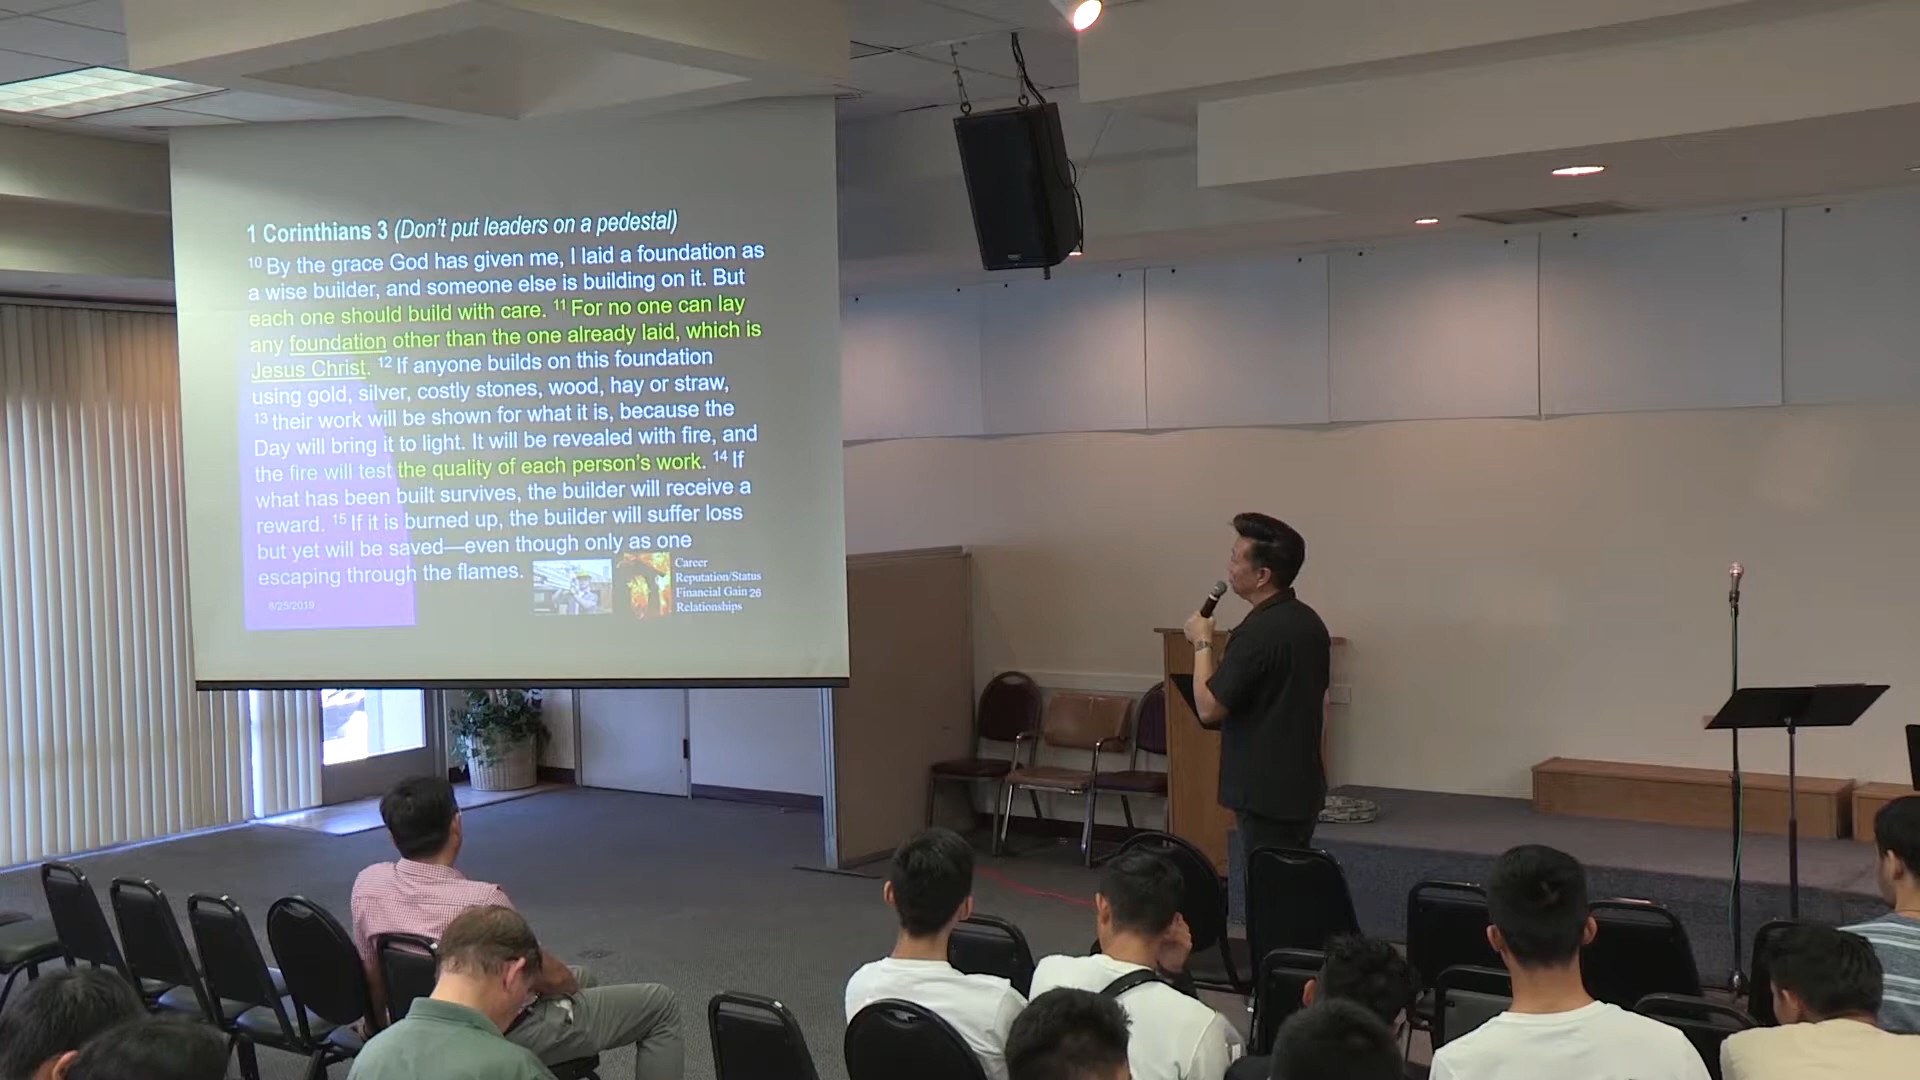 1 Corinthians 3 (Don't put leaders on a pedestal)
10 By the grace God has given me, I laid a foundation as
a wise builder, and someone else is building on it. But
each one should build with care. 11 For no one can lay
any foundation other than the one already laid, which is
Jesus Christ. 12 If anyone builds on this foundation
using gold, silver, costly stones, wood, hay or straw,
13 their work will be shown for what it is, because the
Day will bring it to light. It will be revealed with fire, and
the fire will test the quality of each person's work. 14 If
what has been built survives, the builder will receive a
reward. 15 If it is burned up, the builder will suffer loss
but yet will be saved—even though only as one
escaping through the flames.
Career
Reputation/Status
Financial Gain 26
Relationships
8/25/2019